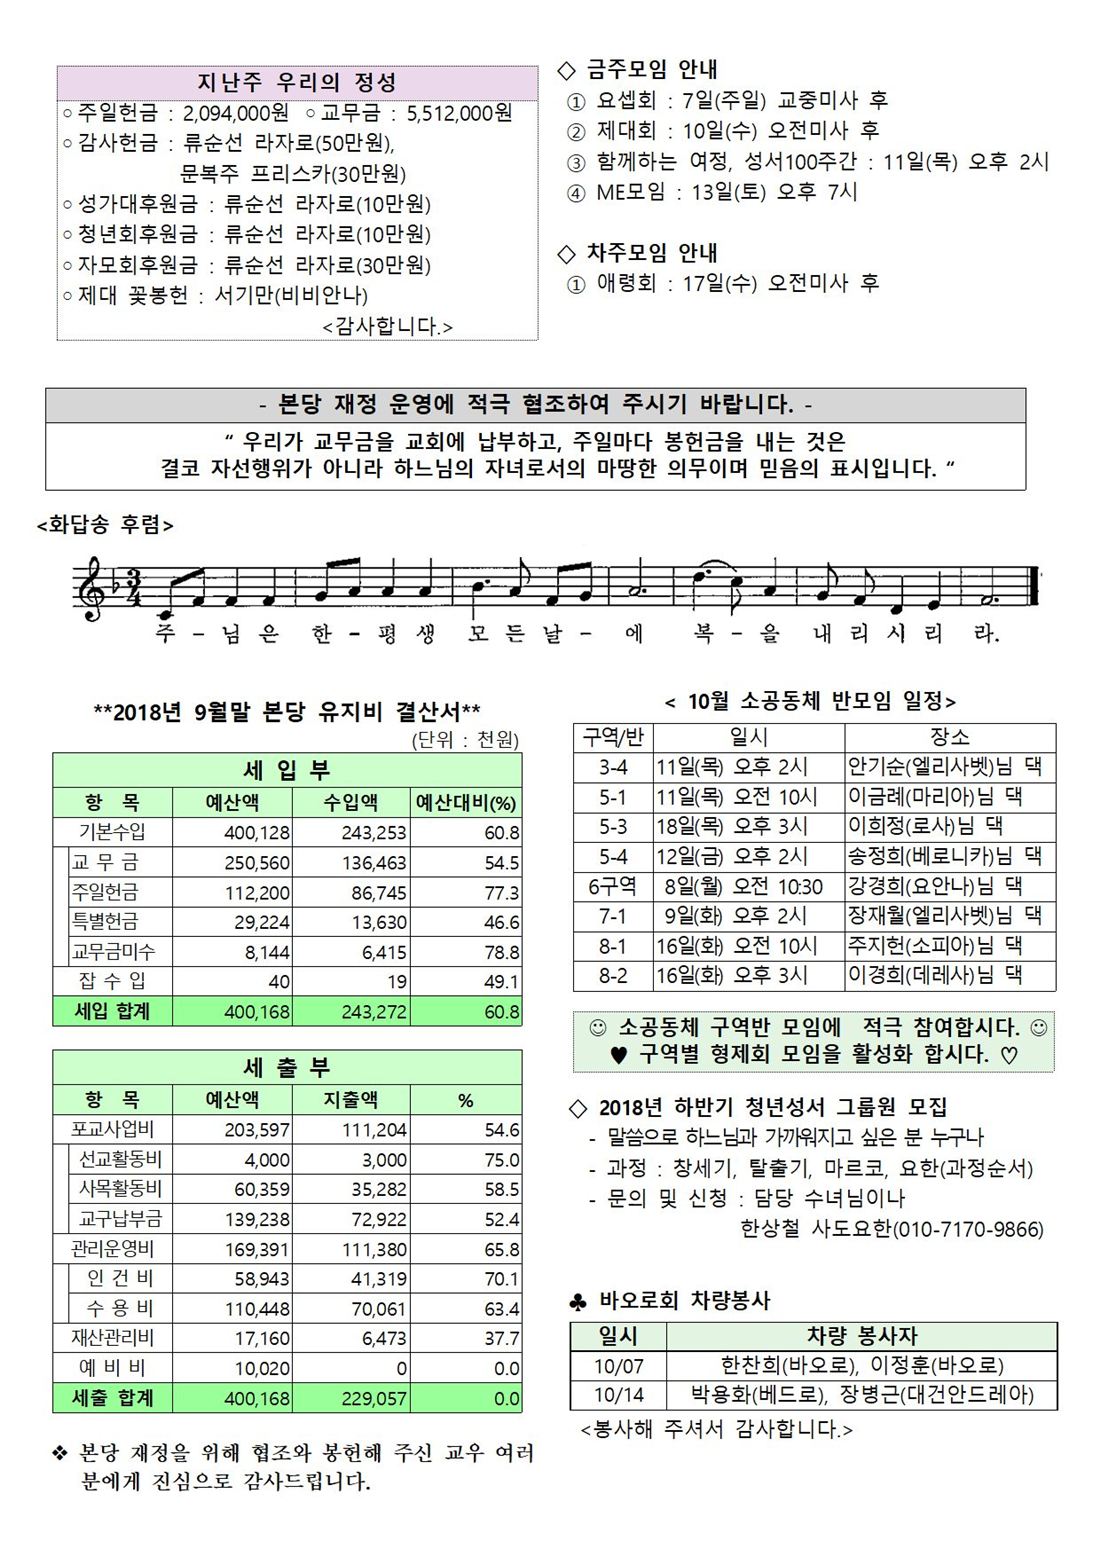 지난주 우리의 정성
○ 주일헌금 : 2,094,000원 ○ 교무금 : 5,512,000원
○ 감사헌금 : 류순선 라자로(50만원),
문복주 프리스카(30만원)
○ 성가대후원금 : 류순선 라자로(10만원)
○ 청년회후원금 : 류순선 라자로(10만원)
○ 자모회후원금 : 류순선 라자로(30만원)
○ 제대 꽃봉헌 : 서기만(비비안나)
<감사합니다.>
◇ 금주모임 안내
① 요셉회 : 7일(주일) 교중미사 후
② 제대회 : 10일(수) 오전미사 후
③ 함께하는 여정, 성서100주간 : 11일(목) 오후 2시
④ ME모임 : 13일(토) 오후 7시
◇ 차주모임 안내
① 애령회 : 17일(수) 오전미사 후
- 본당 재정 운영에 적극 협조하여 주시기 바랍니다. -
“ 우리가 교무금을 교회에 납부하고, 주일마다 봉헌금을 내는 것은
결코 자선행위가 아니라 하느님의 자녀로서의 마땅한 의무이며 믿음의 표시입니다. “
<화답송 후렴>
3
4
주 - 님 은 한 - 평 생 모 든 날 - 에 복 - 을 내 리 시 리 라.
**2018년 9월말 본당 유지비 결산서**
(단위 : 천원)
세 입 부
항 목 예산액 수입액 예산대비(%)
기본수입 400,128 243,253 60.8
교 무 금 250,560 136,463 54.5
주일헌금 112,200 86,745 77.3
특별헌금 29,224 13,630 46.6
교무금미수 8,144 6,415 78.8
잡 수 입 40 19 49.1
세입 합계 400,168 243,272 60.8
세 출 부
항 목 예산액 지출액 %
포교사업비 203,597 111,204 54.6
선교활동비 4,000 3,000 75.0
사목활동비 60,359 35,282 58.5
교구납부금 139,238 72,922 52.4
관리운영비 169,391 111,380 65.8
인 건 비 58,943 41,319 70.1
수 용 비 110,448 70,061 63.4
재산관리비 17,160 6,473 37.7
예 비 비 10,020 0 0.0
세출 합계 400,168 229,057 0.0
❖ 본당 재정을 위해 협조와 봉헌해 주신 교우 여러
분에게 진심으로 감사드립니다.
< 10월 소공동체 반모임 일정>
구역/반 일시 장소
3-4 11일(목) 오후 2시 안기순(엘리사벳)님 댁
5-1 11일(목) 오전 10시 이금례(마리아)님 댁
5-3 18일(목) 오후 3시 이희정(로사)님 댁
5-4 12일(금) 오후 2시 송정희(베로니카)님 댁
6구역 8일(월) 오전 10:30 강경희(요안나)님 댁
7-1 9일(화) 오후 2시 장재월(엘리사벳)님 댁
8-1 16일(화) 오전 10시 주지헌(소피아)님 댁
8-2 16일(화) 오후 3시 이경희(데레사)님 댁
☺ 소공동체 구역반 모임에 적극 참여합시다. ☺
♥ 구역별 형제회 모임을 활성화 합시다. ♡
◇ 2018년 하반기 청년성서 그룹원 모집
- 말씀으로 하느님과 가까워지고 싶은 분 누구나
- 과정 : 창세기, 탈출기, 마르코, 요한(과정순서)
- 문의 및 신청 : 담당 수녀님이나
한상철 사도요한(010-7170-9866)
♣ 바오로회 차량봉사
일시 차량 봉사자
10/07 한찬희(바오로), 이정훈(바오로)
10/14 박용화(베드로), 장병근(대건안드레아)
<봉사해 주셔서 감사합니다.>